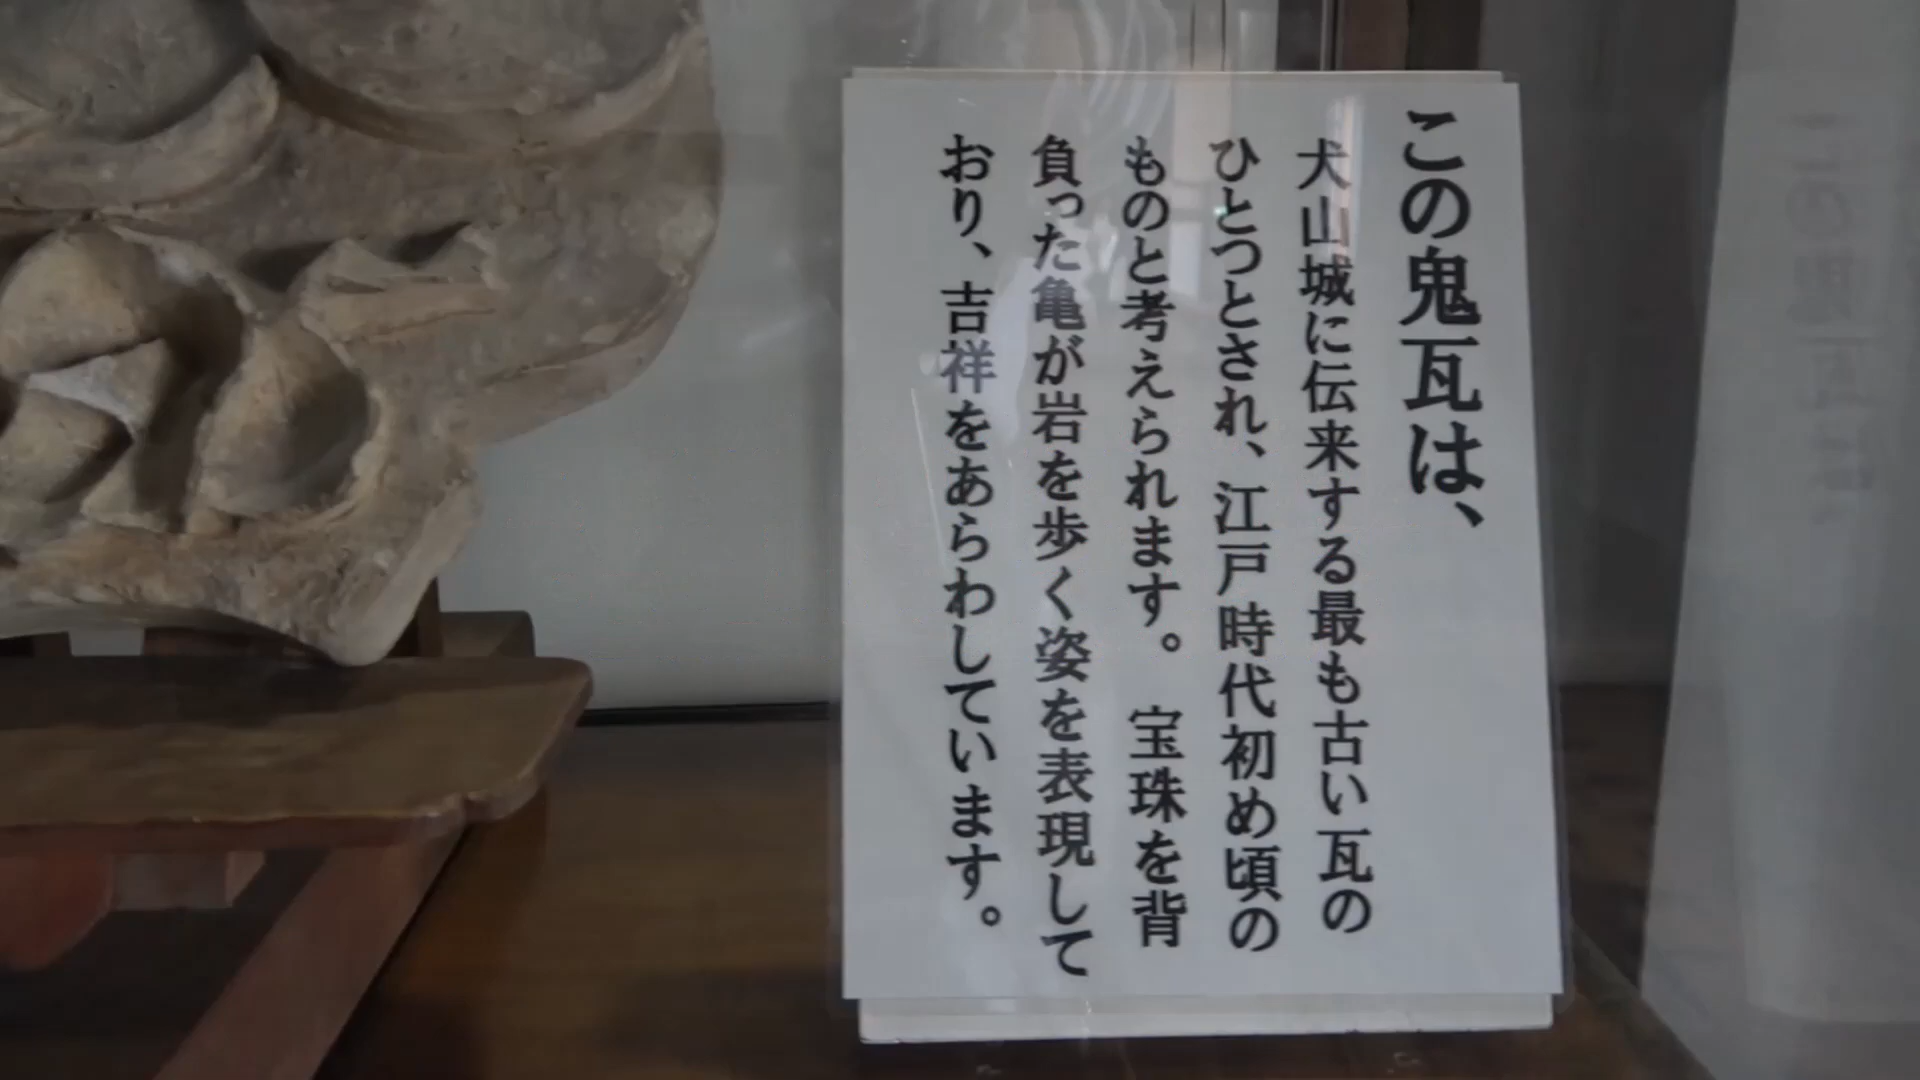 この鬼瓦は、
犬山城に伝来する最も古い瓦の
ひとつとされ、江戸時代初め頃の
ものと考えられます。　宝珠を背
負った亀が岩を歩く姿を表現して
おり、吉祥をあらわしています。